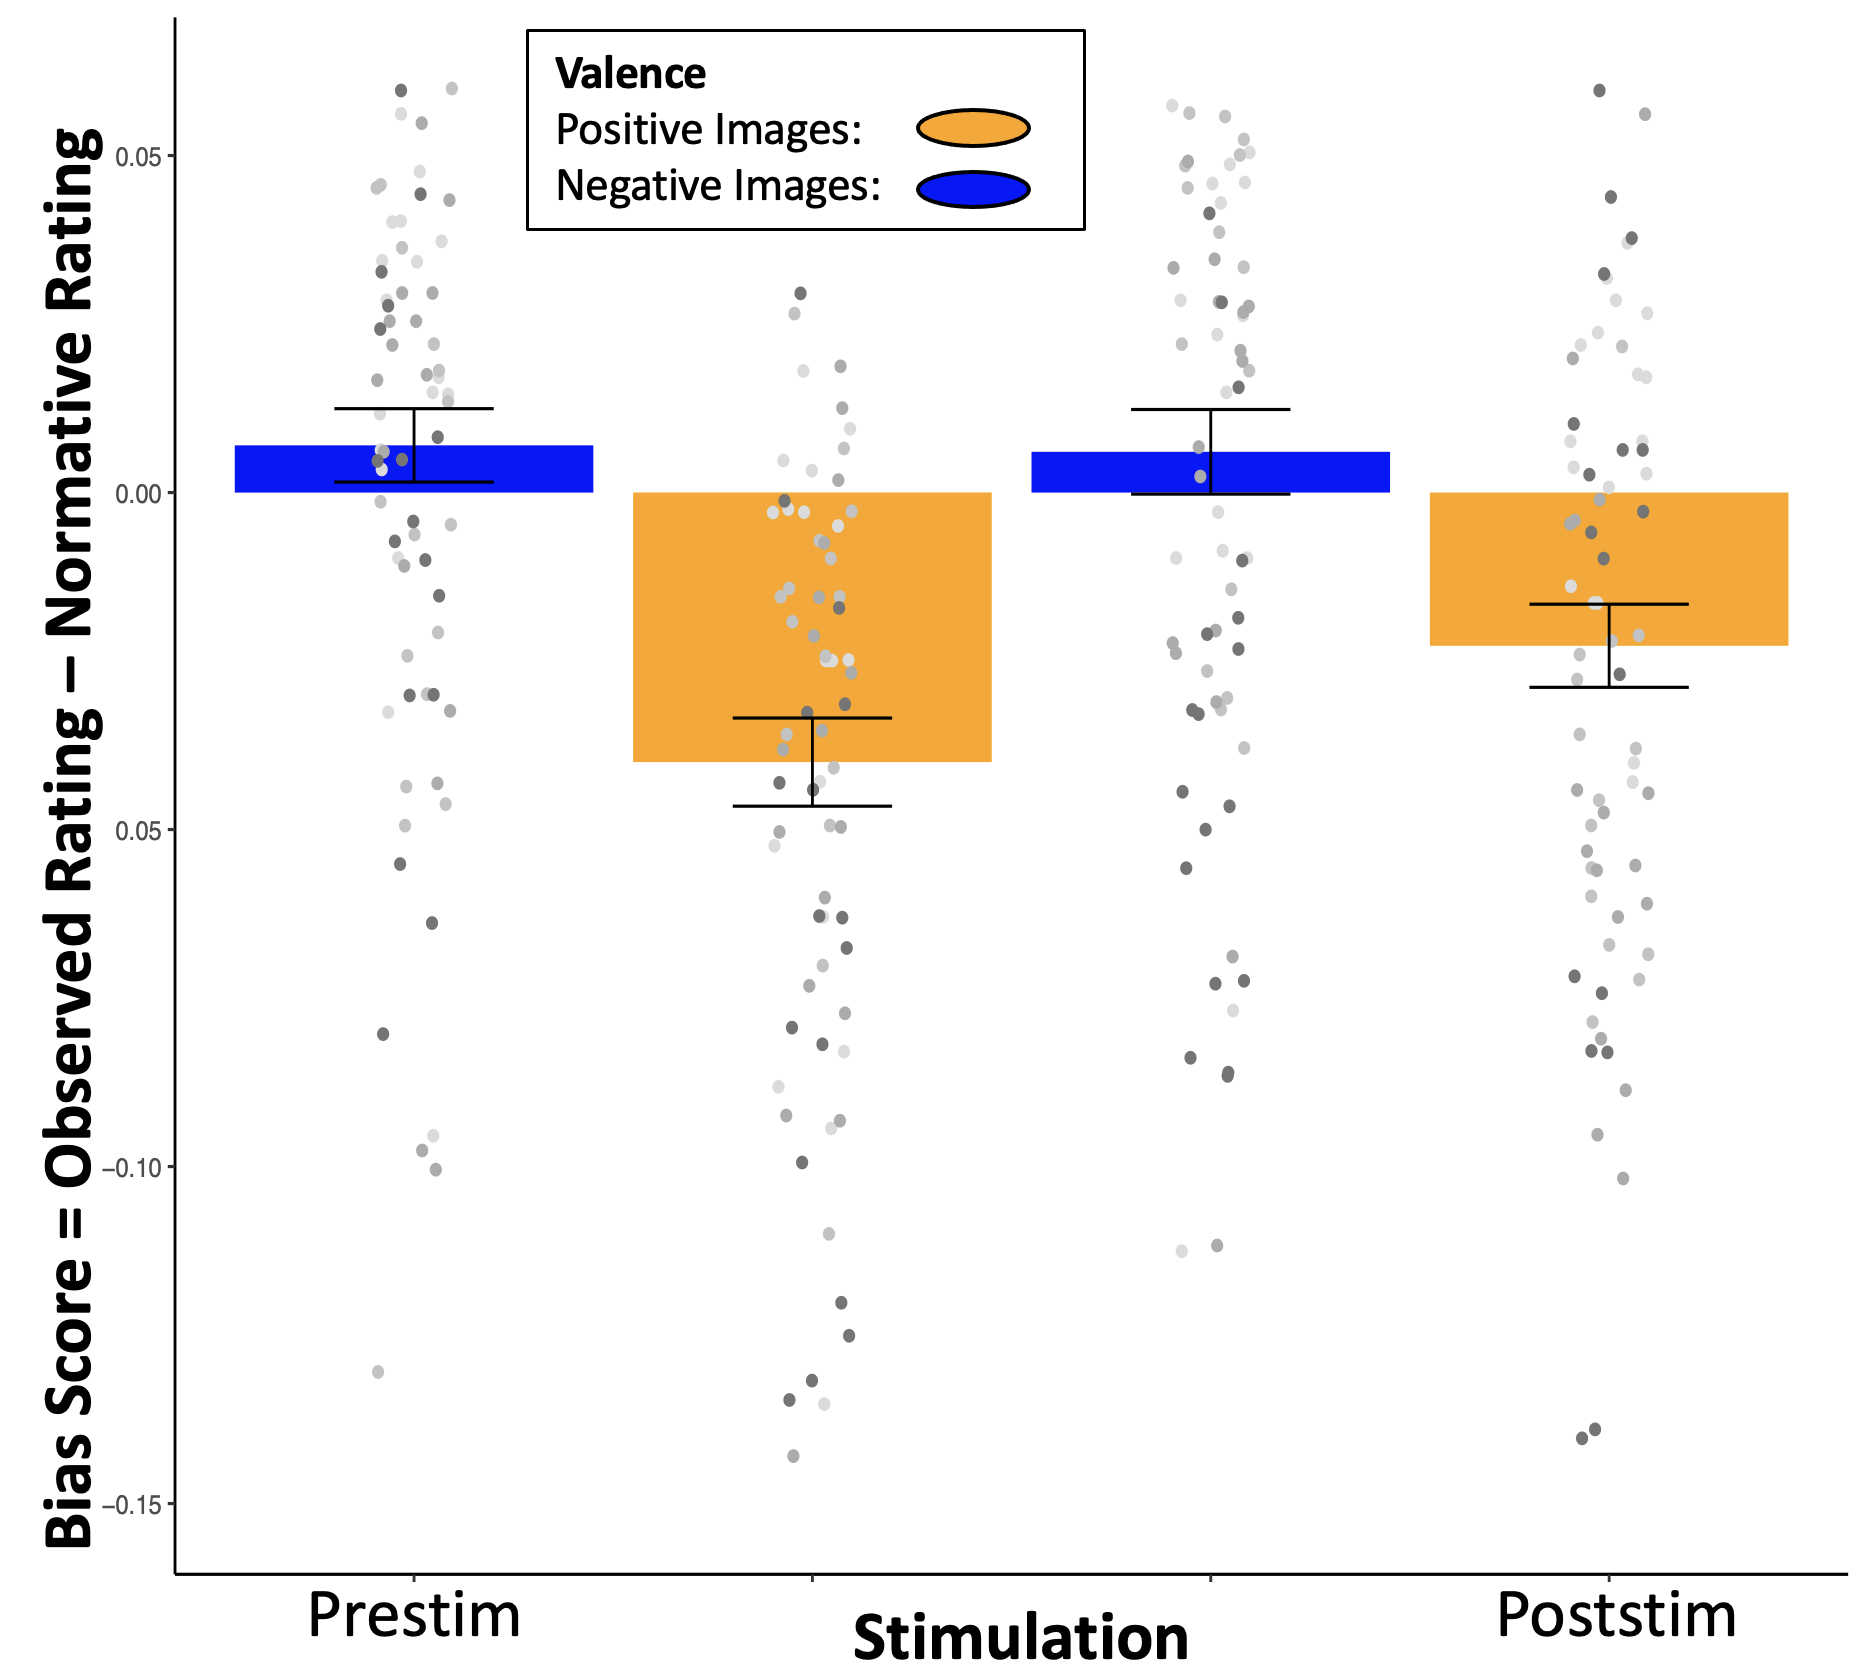 Valence
Positive Images:
Negative Images:
Bias Score = Observed Rating – Normative Rating
0.05
0.00
0.05
−0.10
−0.15
Prestim
Poststim
Stimulation